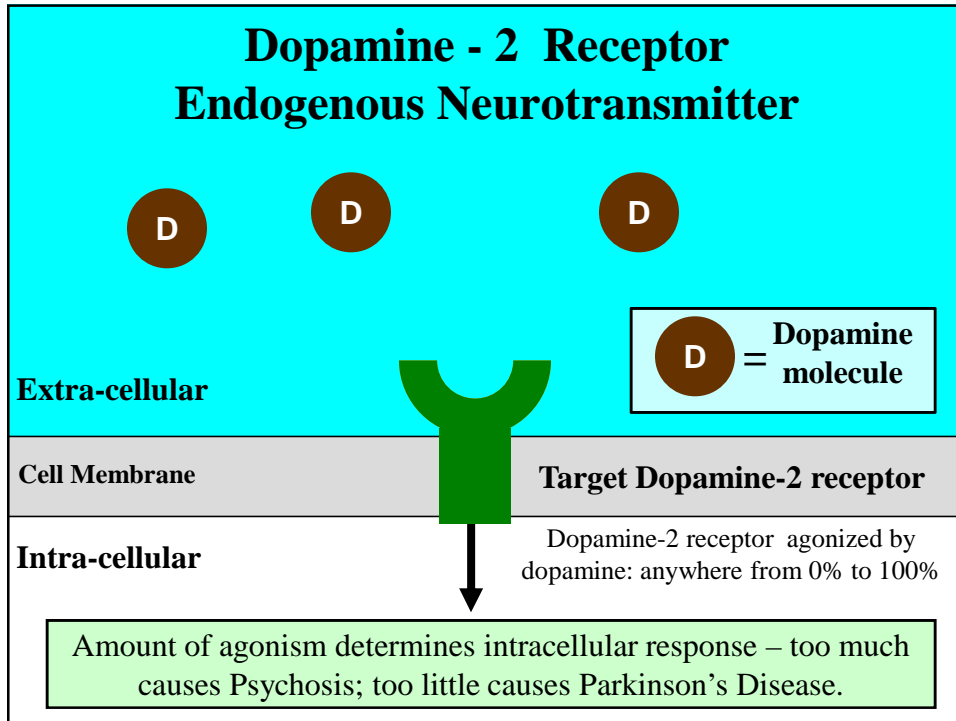 Dopamine - 2 Receptor
Endogenous Neurotransmitter
D
D
D
D
=
Dopamine
molecule
Extra-cellular
Cell Membrane
Target Dopamine-2 receptor
Intra-cellular
Dopamine-2 receptor agonized by
dopamine: anywhere from 0% to 100%
Amount of agonism determines intracellular response – too much
causes Psychosis; too little causes Parkinson’s Disease.